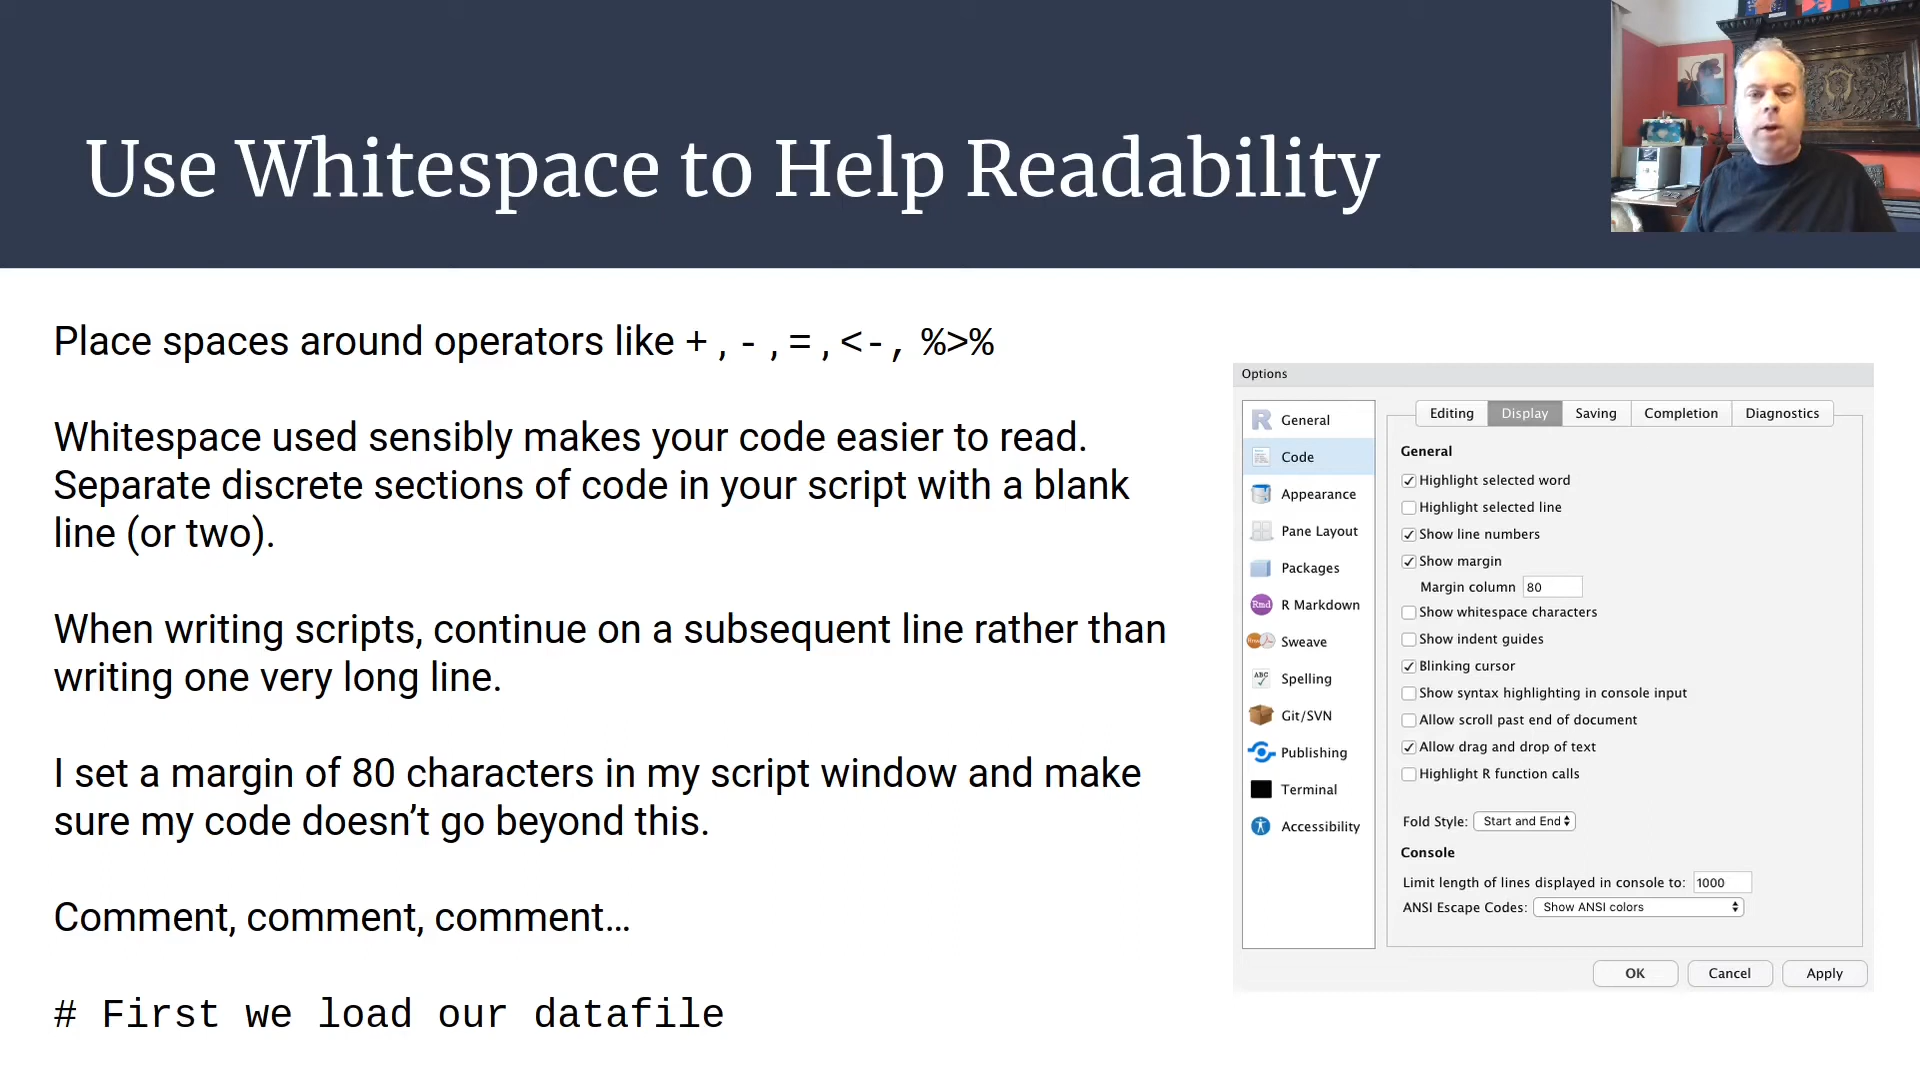 Use Whitespace to Help Readability
Place spaces around operators like + , - , = , <-, %>%
Whitespace used sensibly makes your code easier to read.
Separate discrete sections of code in your script with a blank
line (or two).
When writing scripts, continue on a subsequent line rather than
writing one very long line.
I set a margin of 80 characters in my script window and make
sure my code doesn’t go beyond this.
Comment, comment, comment…
# First we load our datafile
Options
General
Code
Appearance
Pane Layout
Packages
Rmd R Markdown
Sweave
ABC Spelling
Git/SVN
Publishing
Terminal
Accessibility
Editing Display Saving Completion Diagnostics
General
Highlight selected word
Highlight selected line
Show line numbers
Show margin
Margin column 80
Show whitespace characters
Show indent guides
Blinking cursor
Show syntax highlighting in console input
Allow scroll past end of document
Allow drag and drop of text
Highlight R function calls
Fold Style: Start and End
Console
Limit length of lines displayed in console to: 1000
ANSI Escape Codes: Show ANSI colors
OK Cancel Apply